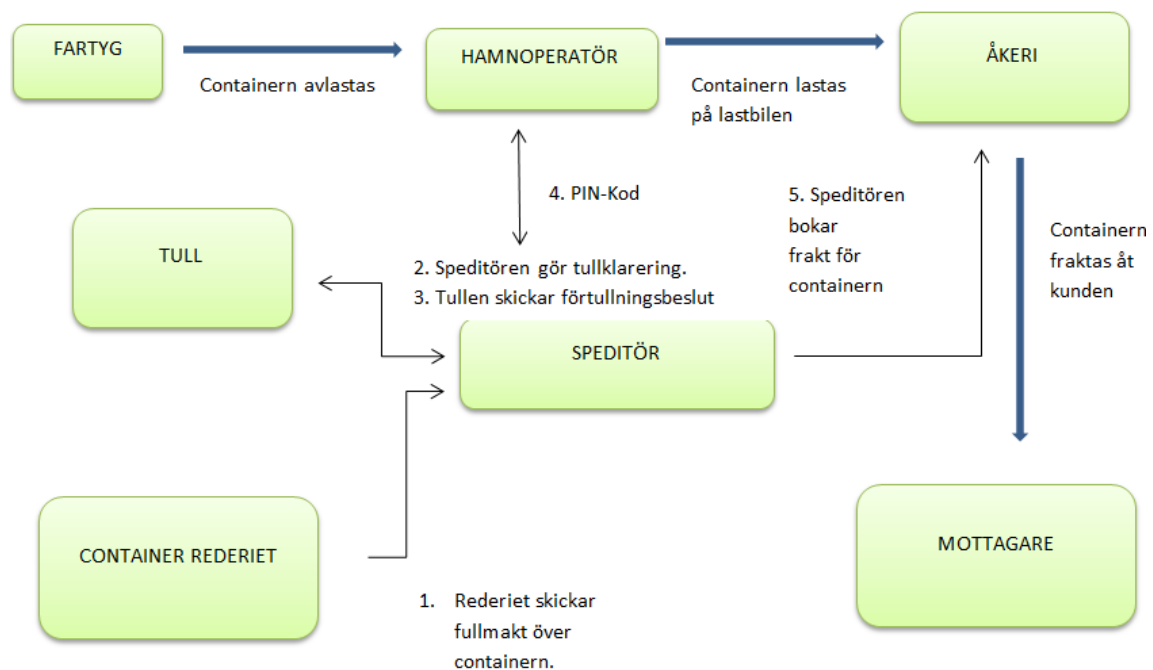 FARTYG
Containern avlastas
HAMNOPERATÖR
Containern lastas
på lastbilen
ÅKERI
4. PIN-Kod
5. Speditören
bokar
frakt för
containern
Containern
fraktas åt
kunden
TULL
2. Speditören gör tullklarering.
3. Tullen skickar förtullningsbeslut
SPEDITÖR
CONTAINER REDERIET
MOTTAGARE
1. Rederiet skickar
fullmakt över
containern.